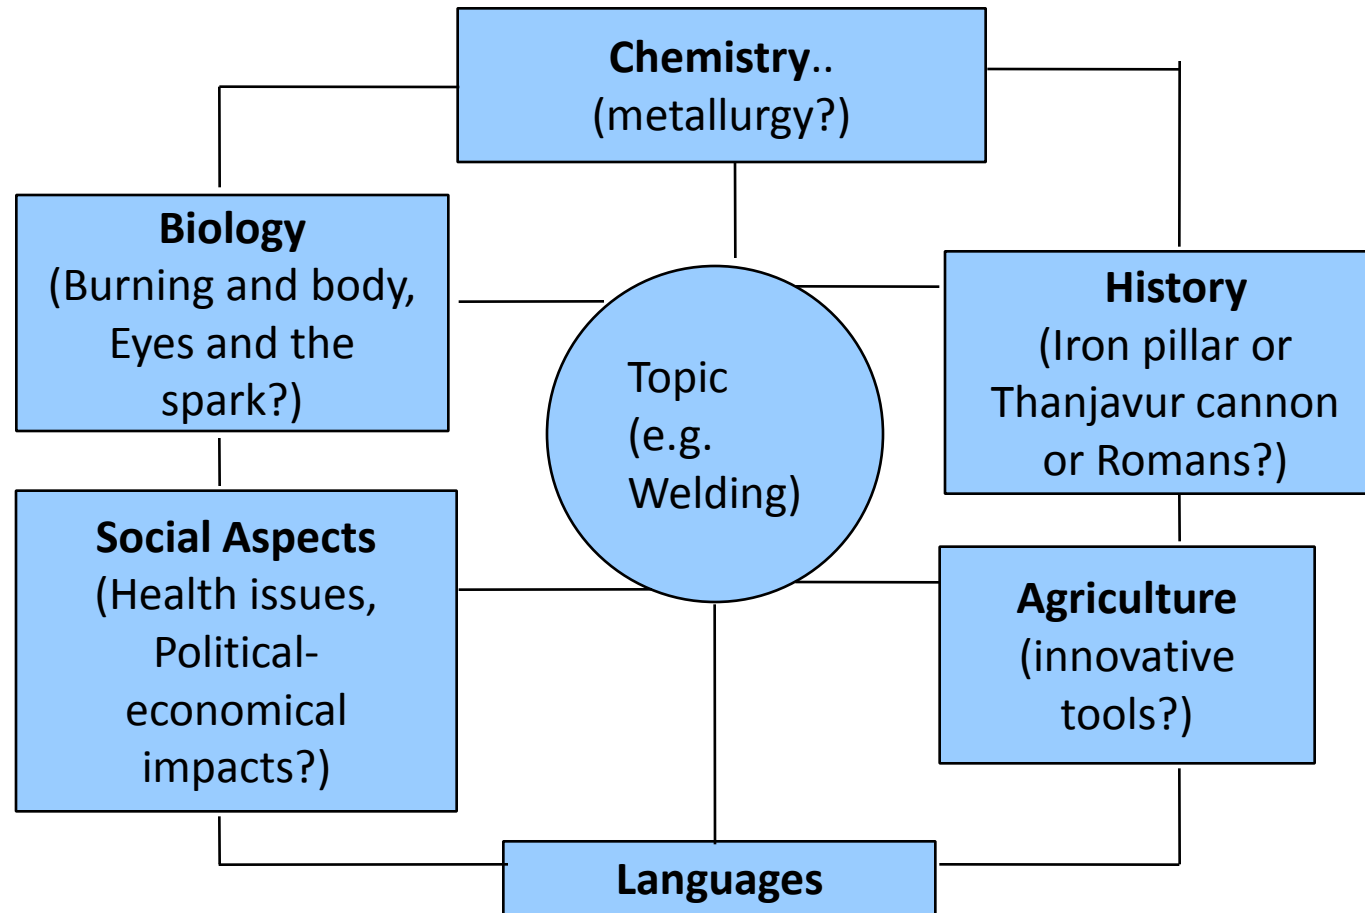 Chemistry..
(metallurgy?)
Biology
(Burning and body,
Eyes and the
spark?)
History
(Iron pillar or
Thanjavur cannon
or Romans?)
Topic
(e.g.
Welding)
Social Aspects
(Health issues,
Political-
economical
impacts?)
Agriculture
(innovative
tools?)
Languages